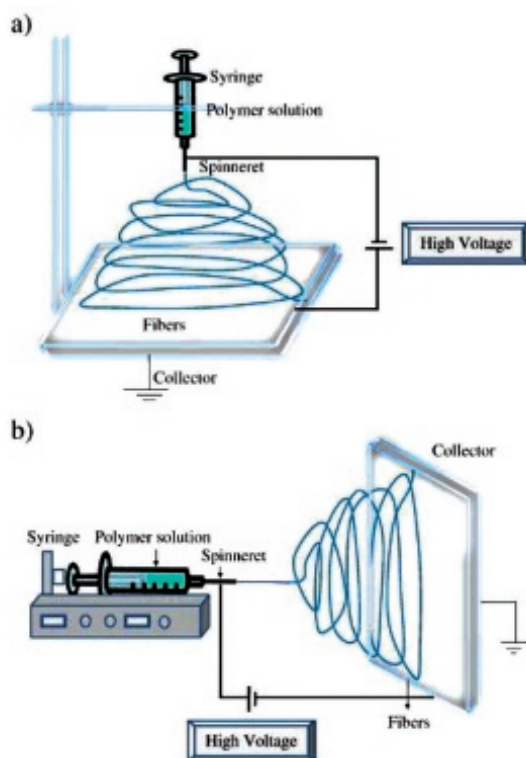 a)
Syringe
Polymer solution
Spinneret
High Voltage
Fibers
Collector
b)
Collector
Syringe
Polymer solution
Spinneret
Fibers
High Voltage